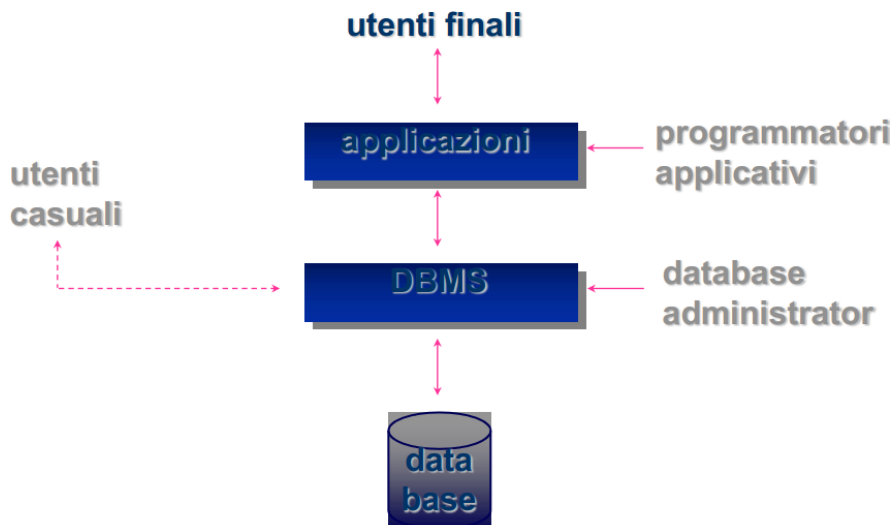 utenti finali
applicazioni
programmatori
applicativi
utenti
casuali
DBMS
database
administrator
data
base